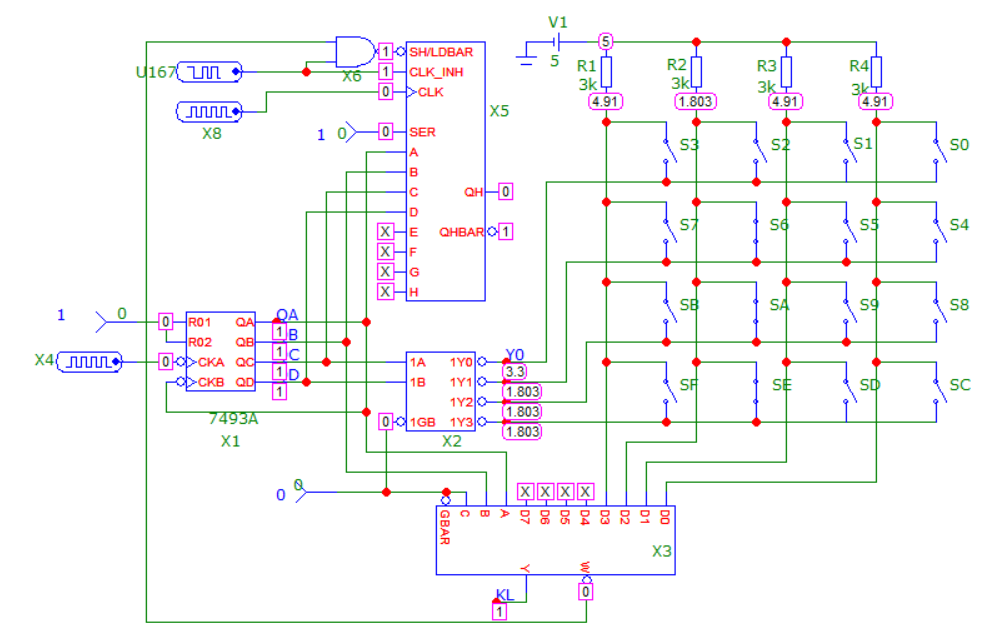 V1
5
5
R1
3k
R2
3k
R3
3k
R4
3k
4.91
1.803
4.91
4.91
U167
X6
X8
1
1
0
SH/LDBAR
CLK_INH
CLK
X5
1 0
0
SER
A
B
C
D
X
E
X
F
X
G
X
H
QH
0
QHBAR
1
S3
S2
S1
S0
S7
S6
S5
S4
SB
SA
S9
S8
SF
SE
SD
SC
1 0
0
R01
R02
X4
0
CKA
CKB
QA
QB
QC
QD
QA
1
B
1
C
1
D
1
7493A
X1
1A
1B
0
1GB
1Y0
1Y1
1Y2
1Y3
X2
Y0
3.3
1.803
1.803
1.803
0 0
X X X X
GBAR C B A D7 D6 D5 D4 D3 D2 D1 D0
X3
Y W
KL
1
0